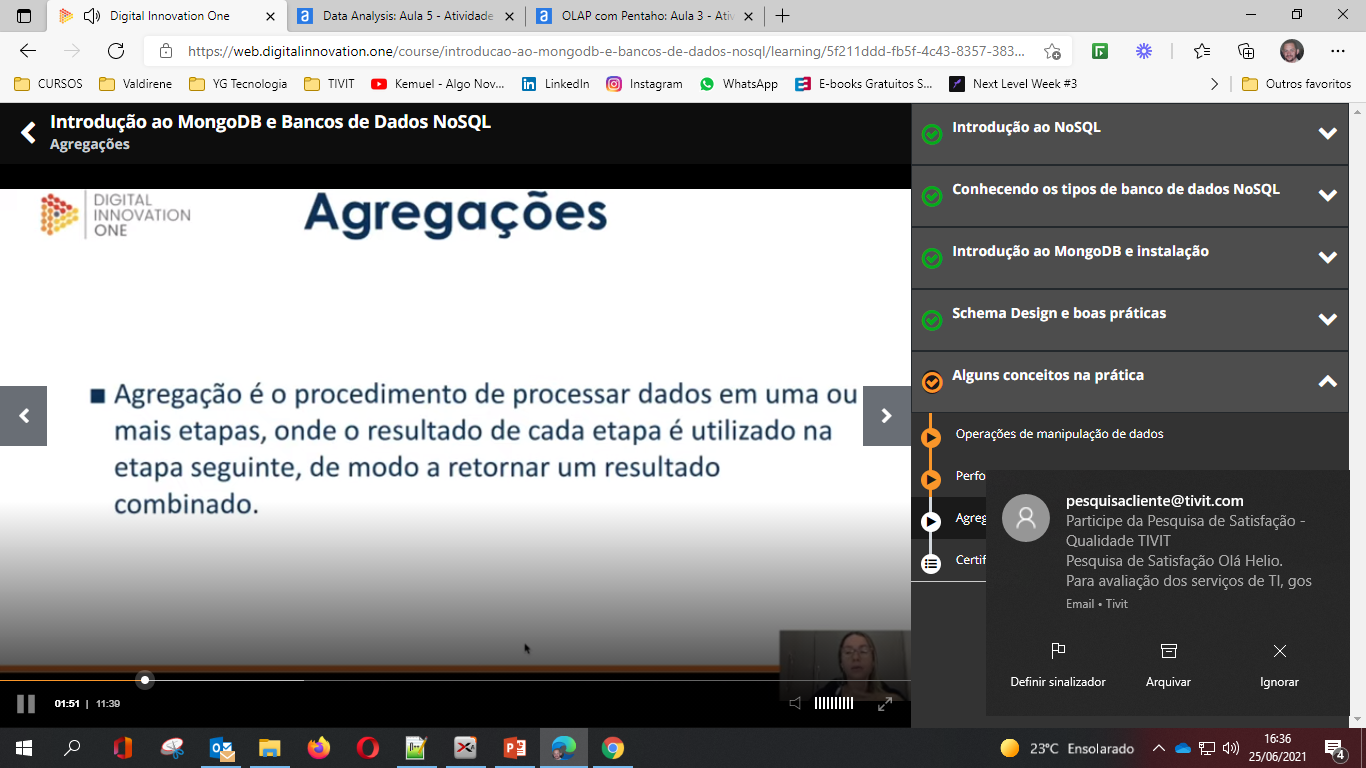 Digital Innovation One
Data Analysis: Aula 5 - Atividade
OLAP com Pentaho: Aula 3 - Ativ
https://web.digitalinnovation.one/course/introducao-ao-mongodb-e-bancos-de-dados-nosql/learning/5f211ddd-fb5f-4c43-8357-383...
CURSOS
Valdirene
YG Tecnologia
TIVIT
Kemuel - Algo Nov...
LinkedIn
Instagram
WhatsApp
E-books Gratuitos S...
Next Level Week #3
Outros favoritos
Introdução ao MongoDB e Bancos de Dados NoSQL
Agregações
DIGITAL
INNOVATION
ONE
Agregações
■ Agregação é o procedimento de processar dados em uma ou
mais etapas, onde o resultado de cada etapa é utilizado na
etapa seguinte, de modo a retornar um resultado
combinado.
01:51 | 11:39
Introdução ao NoSQL
Conhecendo os tipos de banco de dados NoSQL
Introdução ao MongoDB e instalação
Schema Design e boas práticas
Alguns conceitos na prática
Operações de manipulação de dados
Perfo
Agreg
Certif
pesquisacliente@tivit.com
Participe da Pesquisa de Satisfação -
Qualidade TIVIT
Pesquisa de Satisfação Olá Helio.
Para avaliação dos serviços de TI, gos
Email • Tivit
Definir sinalizador
Arquivar
Ignorar
23°C Ensolarado
16:36
25/06/2021
4